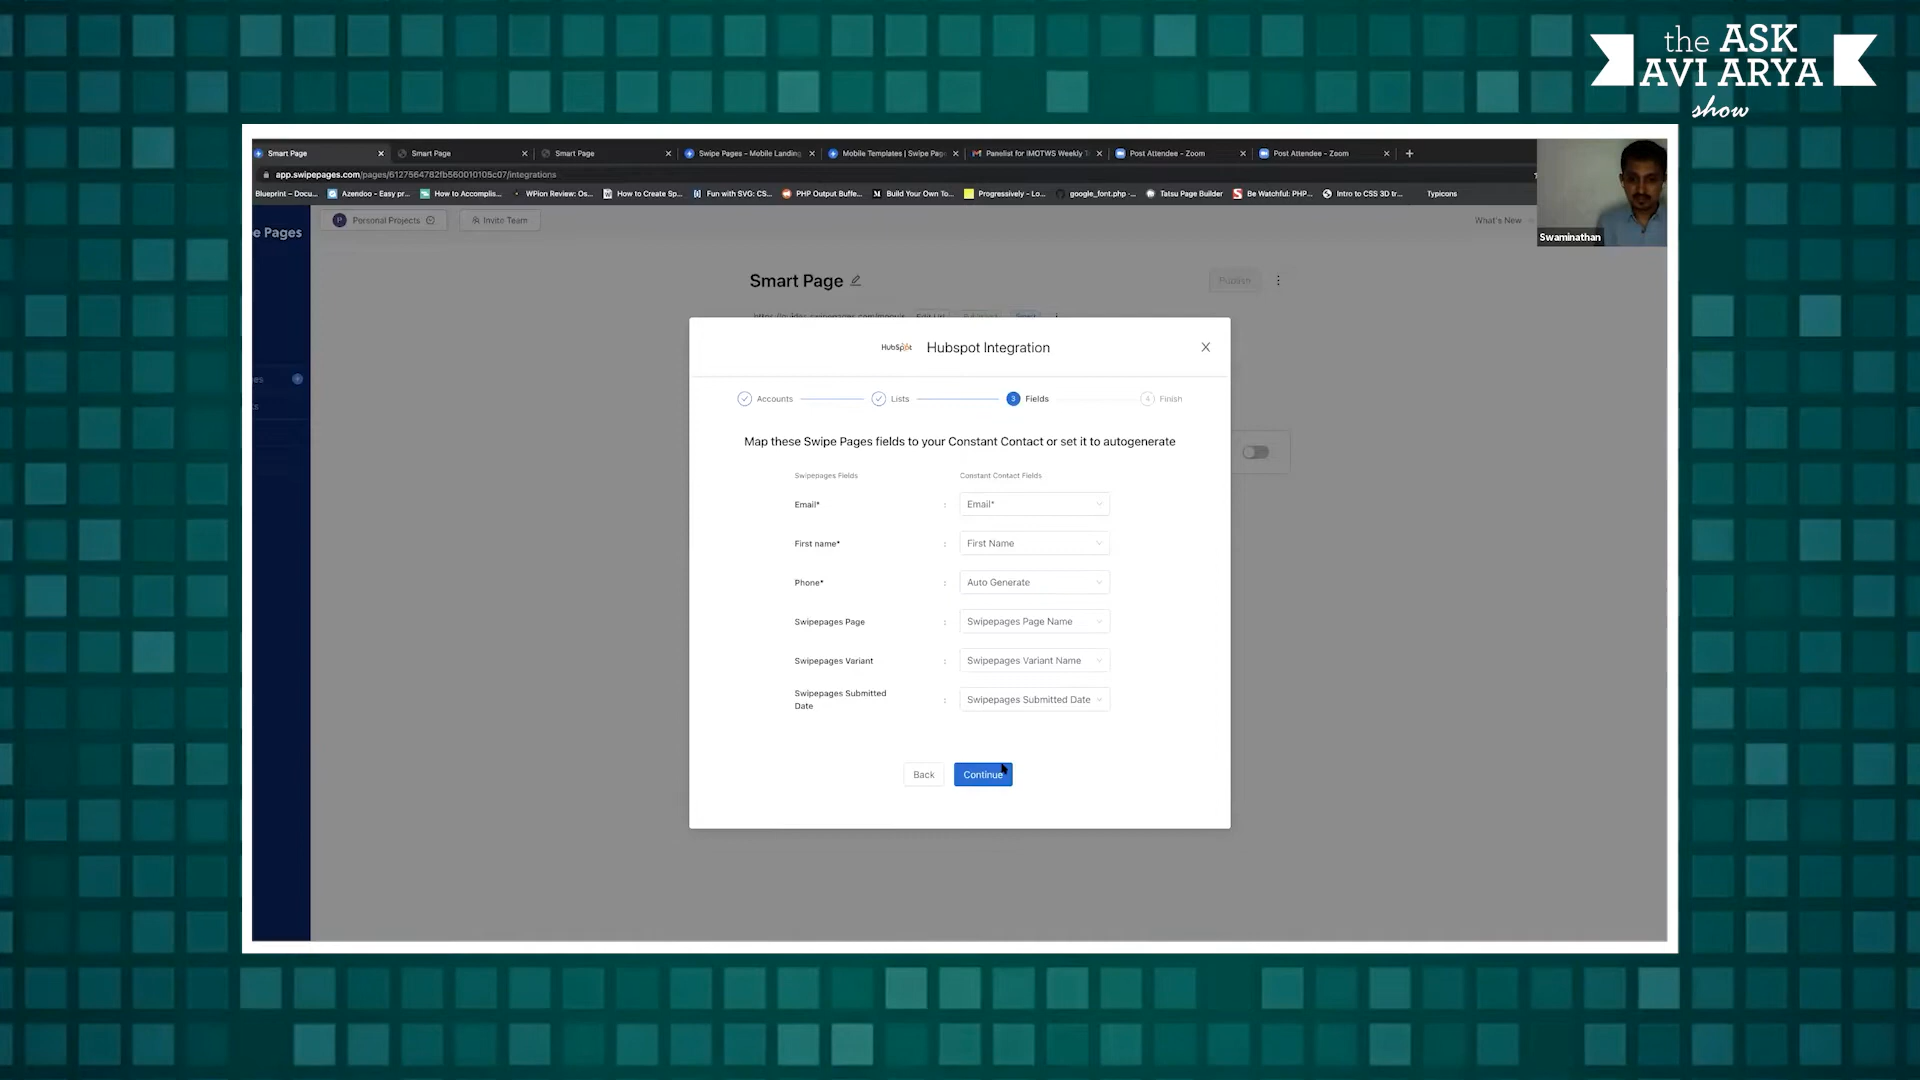 the ASK
AVI ARYA
show
Smart Page
Smart Page
Smart Page
Swipe Pages – Mobile Landing
Mobile Templates | Swipe Page
Panelist for IMOTWS Weekly T
Post Attendee - Zoom
Post Attendee - Zoom
app.swipepages.com/pages/6127564782fb560010105c07/integrations
Blueprint – Docu...
Azendoo - Easy pr...
How to Accomplis...
WPion Review: Os...
How to Create Sp...
Fun with SVG: CS...
PHP Output Buffe...
Build Your Own To...
Progressively - Lo...
google_font.php -...
Tatsu Page Builder
Be Watchful: PHP...
Intro to CSS 3D tr...
Typicons
Swaminathan
e Pages
P Personal Projects
Invite Team
What's New
Smart Page
Publish
HubSpot
Hubspot Integration
Accounts
Lists
3 Fields
4 Finish
Map these Swipe Pages fields to your Constant Contact or set it to autogenerate
Swipepages Fields
Constant Contact Fields
Email* : Email*
First name* : First Name
Phone* : Auto Generate
Swipepages Page : Swipepages Page Name
Swipepages Variant : Swipepages Variant Name
Swipepages Submitted
Date : Swipepages Submitted Date
Back
Continue